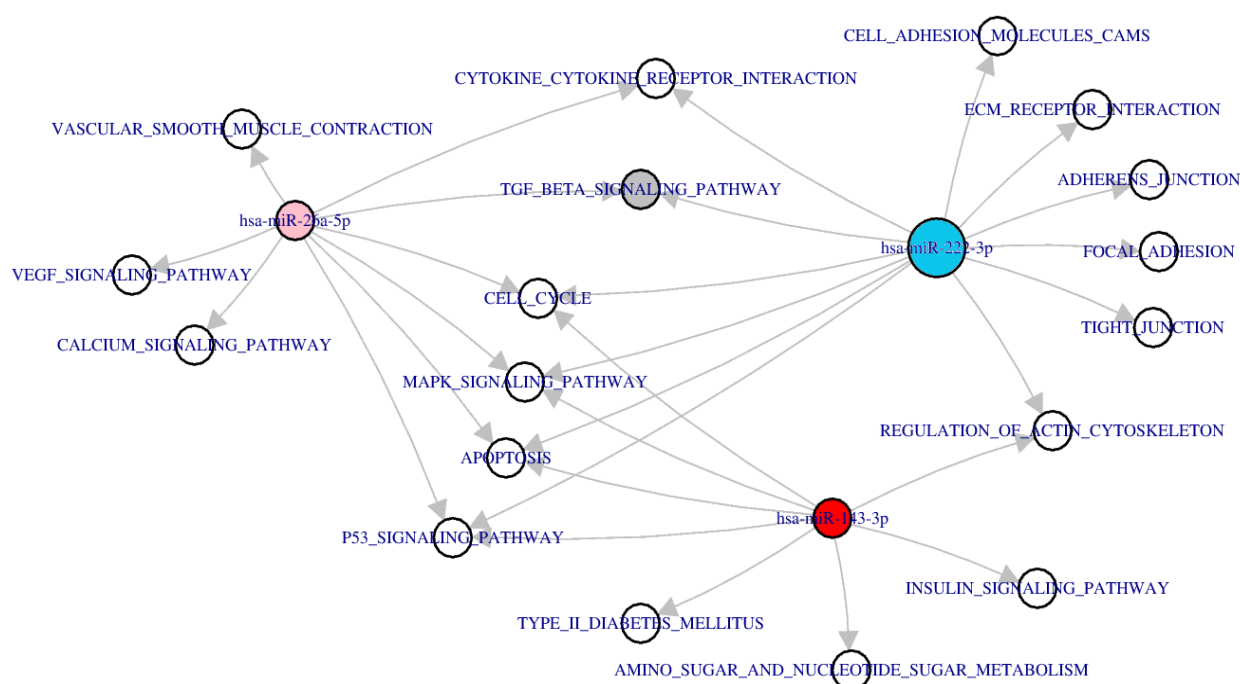 CELL_ADHESION_MOLECULES_CAMS
CYTOKINE_CYTOKINE_RECEPTOR_INTERACTION
ECM_RECEPTOR_INTERACTION
VASCULAR_SMOOTH_MUSCLE_CONTRACTION
ADHERENS_JUNCTION
TGF_BETA_SIGNALING_PATHWAY
hsa-miR-26a-5p
hsa-miR-222-3p
FOCAL_ADHESION
VEGF_SIGNALING_PATHWAY
CELL_CYCLE
TIGHT_JUNCTION
CALCIUM_SIGNALING_PATHWAY
MAPK_SIGNALING_PATHWAY
REGULATION_OF_ACTIN_CYTOSKELETON
APOPTOSIS
hsa-miR-143-3p
P53_SIGNALING_PATHWAY
INSULIN_SIGNALING_PATHWAY
TYPE_II_DIABETES_MELLITUS
AMINO_SUGAR_AND_NUCLEOTIDE_SUGAR_METABOLISM